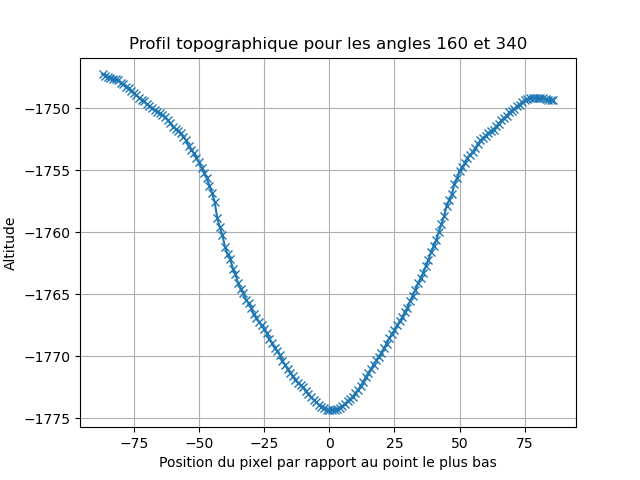 Profil topographique pour les angles 160 et 340
Altitude
−1750
−1755
−1760
−1765
−1770
−1775
−75 −50 −25 0 25 50 75
Position du pixel par rapport au point le plus bas